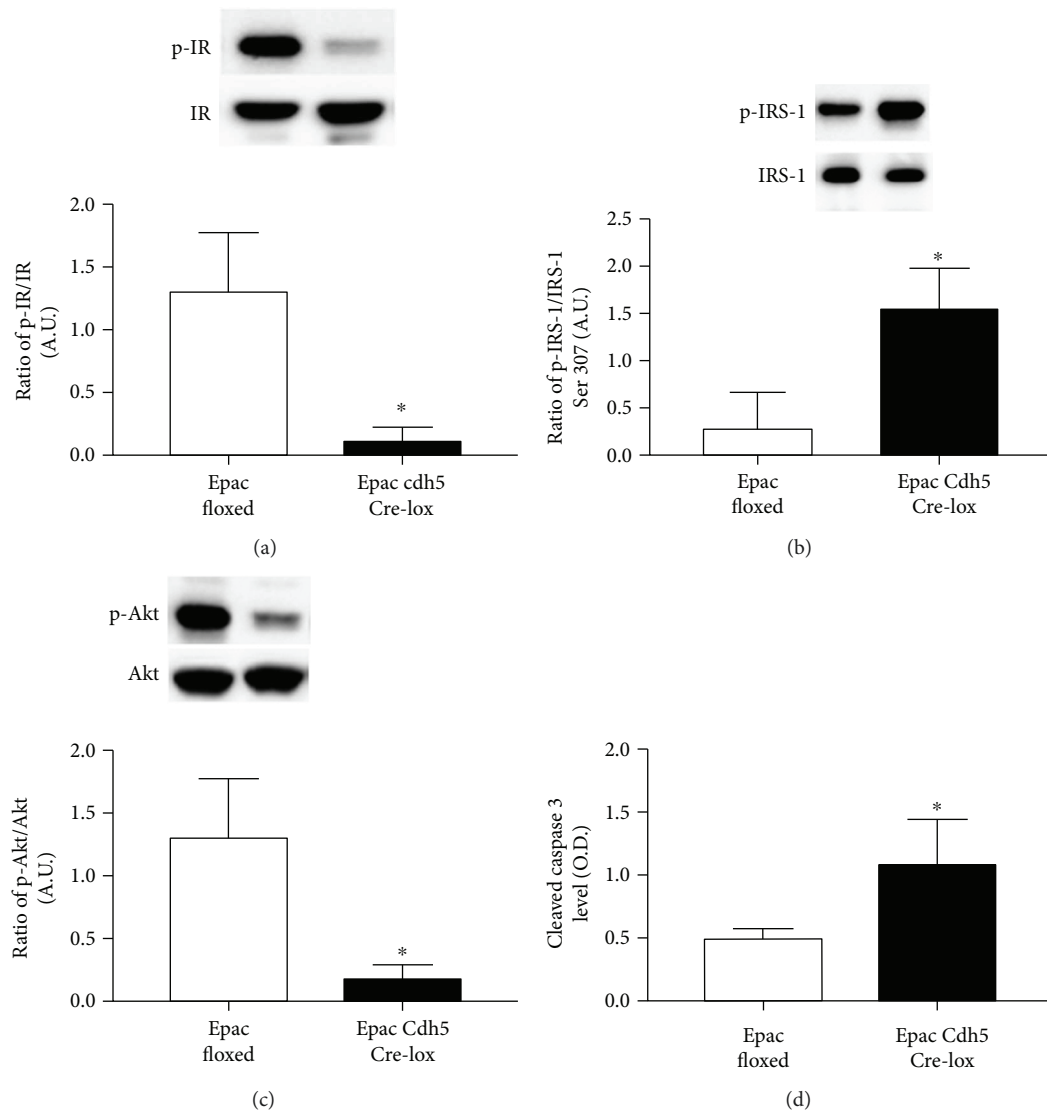 p-IR
IR
Ratio of p-IR/IR
(A.U.)
2.0
1.5
1.0
0.5
0.0
*
Epac
floxed
Epac cdh5
Cre-lox
(a)
p-IRS-1
IRS-1
Ratio of p-IRS-1/IRS-1
Ser 307 (A.U.)
2.5
2.0
1.5
1.0
0.5
0.0
*
Epac
floxed
Epac Cdh5
Cre-lox
(b)
p-Akt
Akt
Ratio of p-Akt/Akt
(A.U.)
2.0
1.5
1.0
0.5
0.0
*
Epac
floxed
Epac Cdh5
Cre-lox
(c)
Cleaved caspase 3
level (O.D.)
2.0
1.5
1.0
0.5
0.0
*
Epac
floxed
Epac Cdh5
Cre-lox
(d)